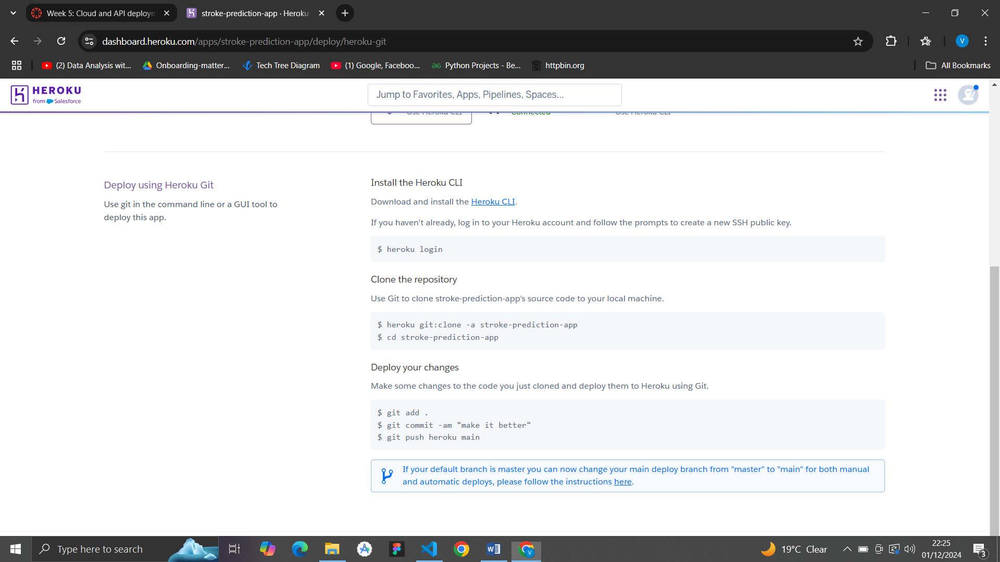 Week 5: Cloud and API deploym
stroke-prediction-app · Heroku
dashboard.heroku.com/apps/stroke-prediction-app/deploy/heroku-git
V
(2) Data Analysis wit...
Onboarding-matter...
Tech Tree Diagram
(1) Google, Faceboo...
Python Projects - Be...
httpbin.org
All Bookmarks
HEROKU
from Salesforce
Jump to Favorites, Apps, Pipelines, Spaces...
Use Heroku CLI
Connected
Use Heroku CLI
Deploy using Heroku Git
Use git in the command line or a GUI tool to
deploy this app.
Install the Heroku CLI
Download and install the Heroku CLI.
If you haven't already, log in to your Heroku account and follow the prompts to create a new SSH public key.
$ heroku login
Clone the repository
Use Git to clone stroke-prediction-app's source code to your local machine.
$ heroku git:clone -a stroke-prediction-app
$ cd stroke-prediction-app
Deploy your changes
Make some changes to the code you just cloned and deploy them to Heroku using Git.
$ git add .
$ git commit -am "make it better"
$ git push heroku main
If your default branch is master you can now change your main deploy branch from "master" to "main" for both manual
and automatic deploys, please follow the instructions here.
Type here to search
19°C Clear
22:25
01/12/2024
3